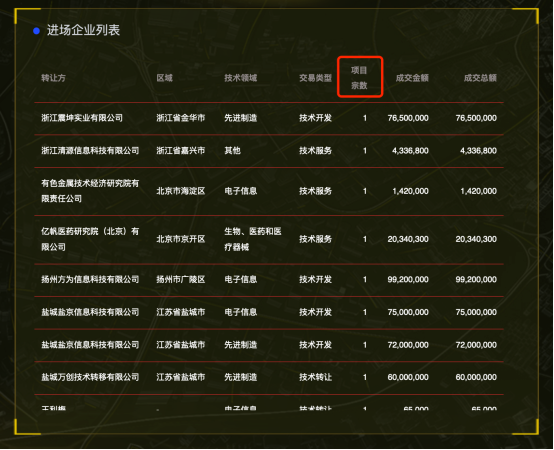 进场企业列表
转让方 区域 技术领域 交易类型 项目宗数 成交金额 成交总额
浙江震坤实业有限公司 浙江省金华市 先进制造 技术开发 1 76,500,000 76,500,000
浙江清源信息科技有限公司 浙江省嘉兴市 其他 技术服务 1 4,336,800 4,336,800
有色金属技术经济研究院有
限责任公司 北京市海淀区 电子信息 技术服务 1 1,420,000 1,420,000
亿帆医药研究院（北京）有 生物、医药和医
限公司 北京市京开区 疗器械 技术服务 1 20,340,300 20,340,300
扬州方为信息科技有限公司 扬州市广陵区 电子信息 技术开发 1 99,200,000 99,200,000
盐城盐京信息科技有限公司 江苏省盐城市 电子信息 技术开发 1 75,000,000 75,000,000
盐城盐京信息科技有限公司 江苏省盐城市 先进制造 技术开发 1 72,000,000 72,000,000
盐城万创技术转移有限公司 江苏省盐城市 先进制造 技术转让 1 60,000,000 60,000,000
王利梅 - 电子信息 技术转让 1 65,000 65,000